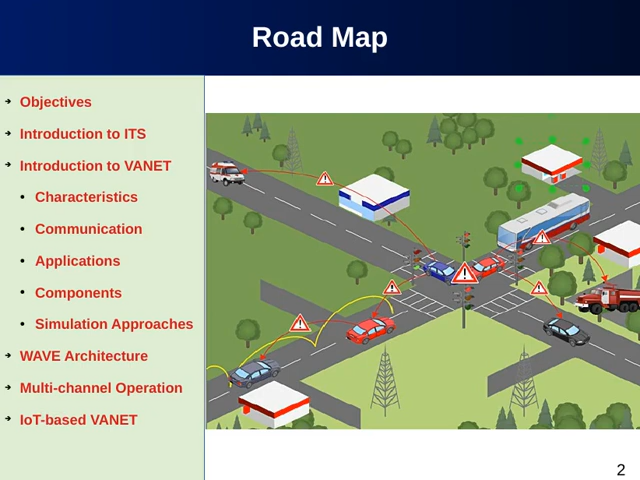 Road Map
Objectives
Introduction to ITS
Introduction to VANET
Characteristics
Communication
Applications
Components
Simulation Approaches
WAVE Architecture
Multi-channel Operation
IoT-based VANET
2